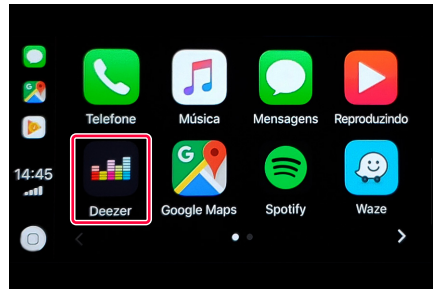 Telefone
Música
Mensagens
Reproduzindo
14:45
Deezer
Google Maps
Spotify
Waze